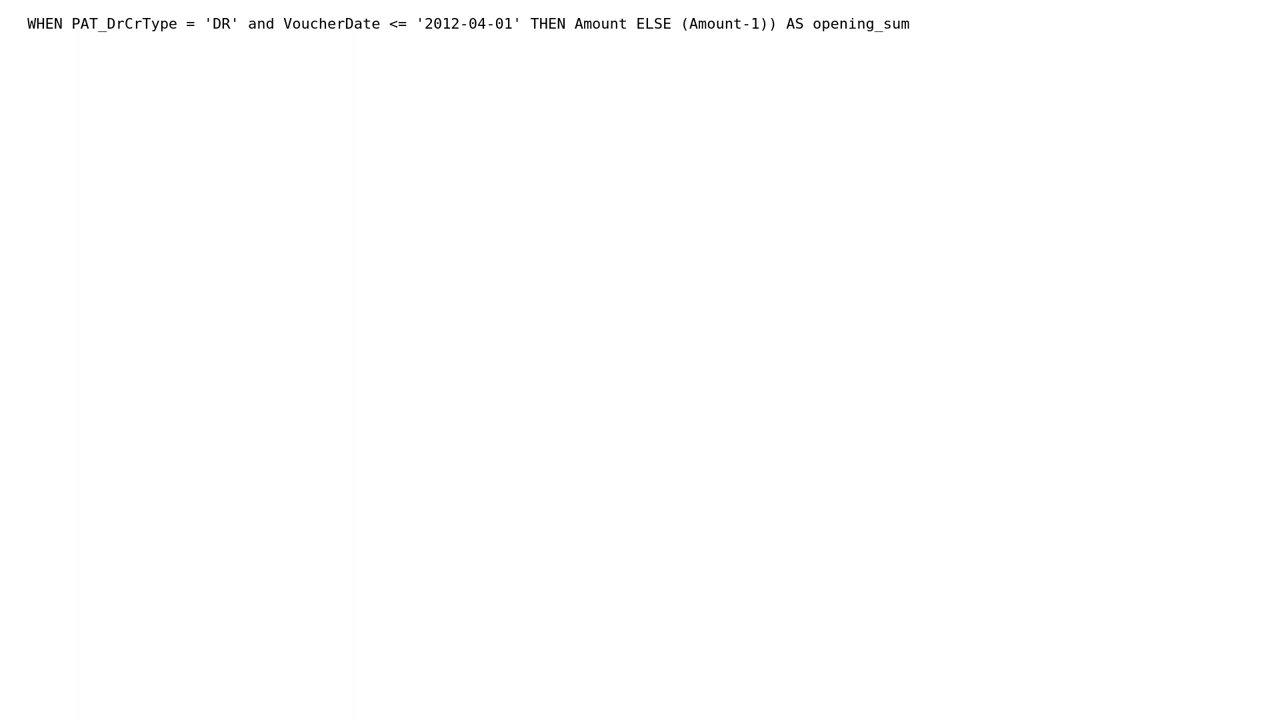 WHEN PAT_DrCrType = 'DR' and VoucherDate <= '2012-04-01' THEN Amount ELSE (Amount-1)) AS opening_sum